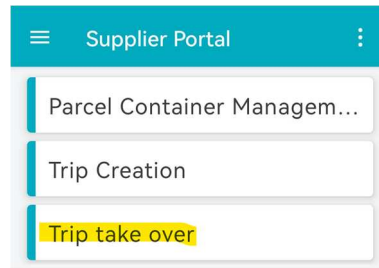 Supplier Portal
Parcel Container Managem...
Trip Creation
Trip take over